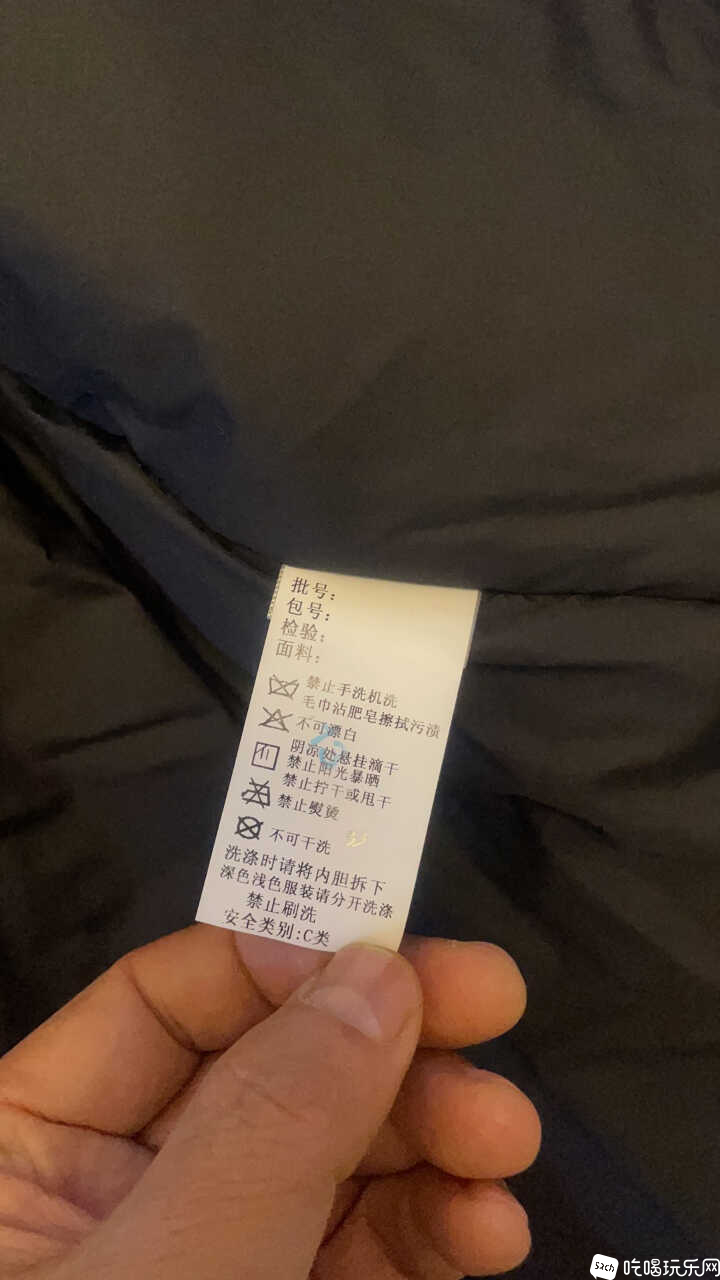 批号:
包号:
检验:
面料:
禁止手洗机洗
毛巾沾肥皂擦拭污渍
不可漂白
阴凉处悬挂滴干
禁止阳光暴晒
禁止拧干或甩干
禁止熨烫
不可干洗
洗涤时请将内胆拆下
深色浅色服装请分开洗涤
禁止刷洗
安全类别:C类
52ch 吃喝玩乐网